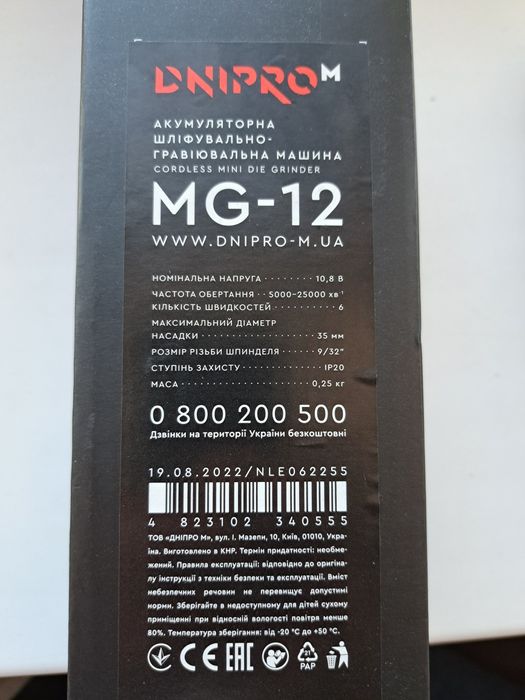 DNIPRO M
АКУМУЛЯТОРНА
ШЛІФУВАЛЬНО-
ГРАВІЮВАЛЬНА МАШИНА
CORDLESS MINI DIE GRINDER
MG-12
WWW.DNIPRO-M.UA
НОМІНАЛЬНА НАПРУГА ········ 10,8 В
ЧАСТОТА ОБЕРТАННЯ ·· 5000-25000 хв⁻¹
КІЛЬКІСТЬ ШВИДКОСТЕЙ ·········· 6
МАКСИМАЛЬНИЙ ДІАМЕТР
НАСАДКИ ················ 35 мм
РОЗМІР РІЗЬБИ ШПИНДЕЛЯ ····· 9/32"
СТУПІНЬ ЗАХИСТУ ············ IP20
МАСА ················ 0,25 кг
0 800 200 500
Дзвінки на території України безкоштовні
19.08.2022/NLE062255
4 823102 340555
ТОВ «ДНІПРО М», вул. І. Мазепи, 10, Київ, 01010, Укра-
їна. Виготовлено в КНР. Термін придатності: необме-
жений. Правила експлуатації: відповідно до оригіна-
лу інструкції з техніки безпеки та експлуатації. Вміст
небезпечних речовин не перевищує допустимі
норми. Зберігайте в недоступному для дітей сухому
приміщенні при відносній вологості повітря менше
80%. Температура зберігання: від -20 °С до +50 °С.
CE EAC 21
PAP